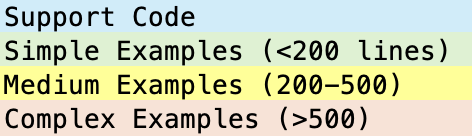 Support Code
Simple Examples (<200 lines)
Medium Examples (200-500)
Complex Examples (>500)